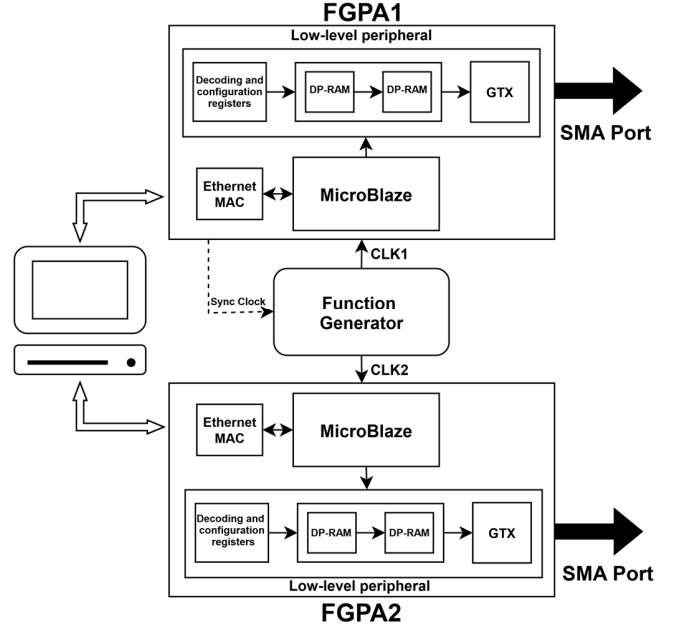 FGPA1
Low-level peripheral
Decoding and
configuration
registers
DP-RAM
DP-RAM
GTX
SMA Port
Ethernet
MAC
MicroBlaze
CLK1
Sync Clock
Function
Generator
CLK2
Ethernet
MAC
MicroBlaze
Decoding and
configuration
registers
DP-RAM
DP-RAM
GTX
SMA Port
Low-level peripheral
FGPA2